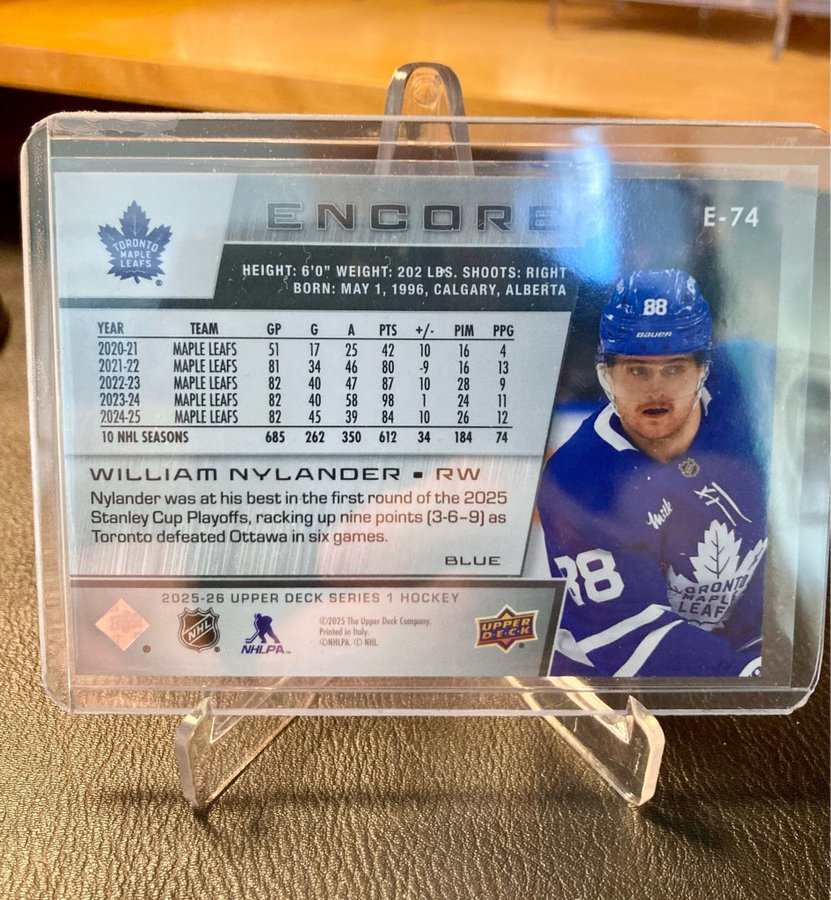 TORONTO
MAPLE
LEAFS
ENCORE
E-74
HEIGHT: 6'0" WEIGHT: 202 LBS. SHOOTS: RIGHT
BORN: MAY 1, 1996, CALGARY, ALBERTA
YEAR TEAM GP G A PTS +/- PIM PPG
2020-21 MAPLE LEAFS 51 17 25 42 10 16 4
2021-22 MAPLE LEAFS 81 34 46 80 -9 16 13
2022-23 MAPLE LEAFS 82 40 47 87 10 28 9
2023-24 MAPLE LEAFS 82 40 58 98 1 24 11
2024-25 MAPLE LEAFS 82 45 39 84 10 26 12
10 NHL SEASONS 685 262 350 612 34 184 74
WILLIAM NYLANDER ▪ RW
Nylander was at his best in the first round of the 2025
Stanley Cup Playoffs, racking up nine points (3-6–9) as
Toronto defeated Ottawa in six games.
BLUE
2025-26 UPPER DECK SERIES 1 HOCKEY
NHL
NHLPA™
©2025 The Upper Deck Company.
Printed in Italy.
©NHLPA. © NHL.
UPPER
DECK
88
BAUER
milk
88
TORONTO
MAPLE
LEAFS